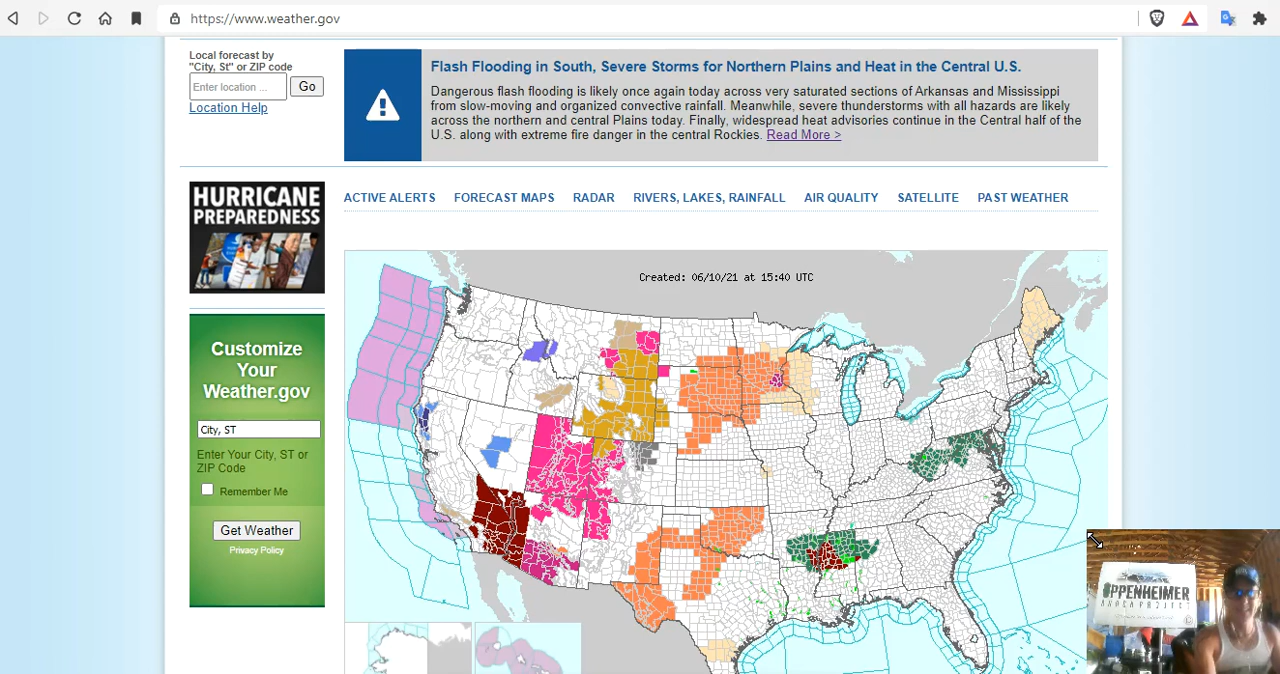 https://www.weather.gov
Local forecast by
"City, St" or ZIP code
Enter location ...
Go
Location Help
Flash Flooding in South, Severe Storms for Northern Plains and Heat in the Central U.S.
Dangerous flash flooding is likely once again today across very saturated sections of Arkansas and Mississippi
from slow-moving and organized convective rainfall. Meanwhile, severe thunderstorms with all hazards are likely
across the northern and central Plains today. Finally, widespread heat advisories continue in the Central half of the
U.S. along with extreme fire danger in the central Rockies. Read More >
HURRICANE
PREPAREDNESS
ACTIVE ALERTS FORECAST MAPS RADAR RIVERS, LAKES, RAINFALL AIR QUALITY SATELLITE PAST WEATHER
Created: 06/10/21 at 15:40 UTC
Customize
Your
Weather.gov
City, ST
Enter Your City, ST or
ZIP Code
Remember Me
Get Weather
Privacy Policy
OPPENHEIMER
RANCH PROJECT